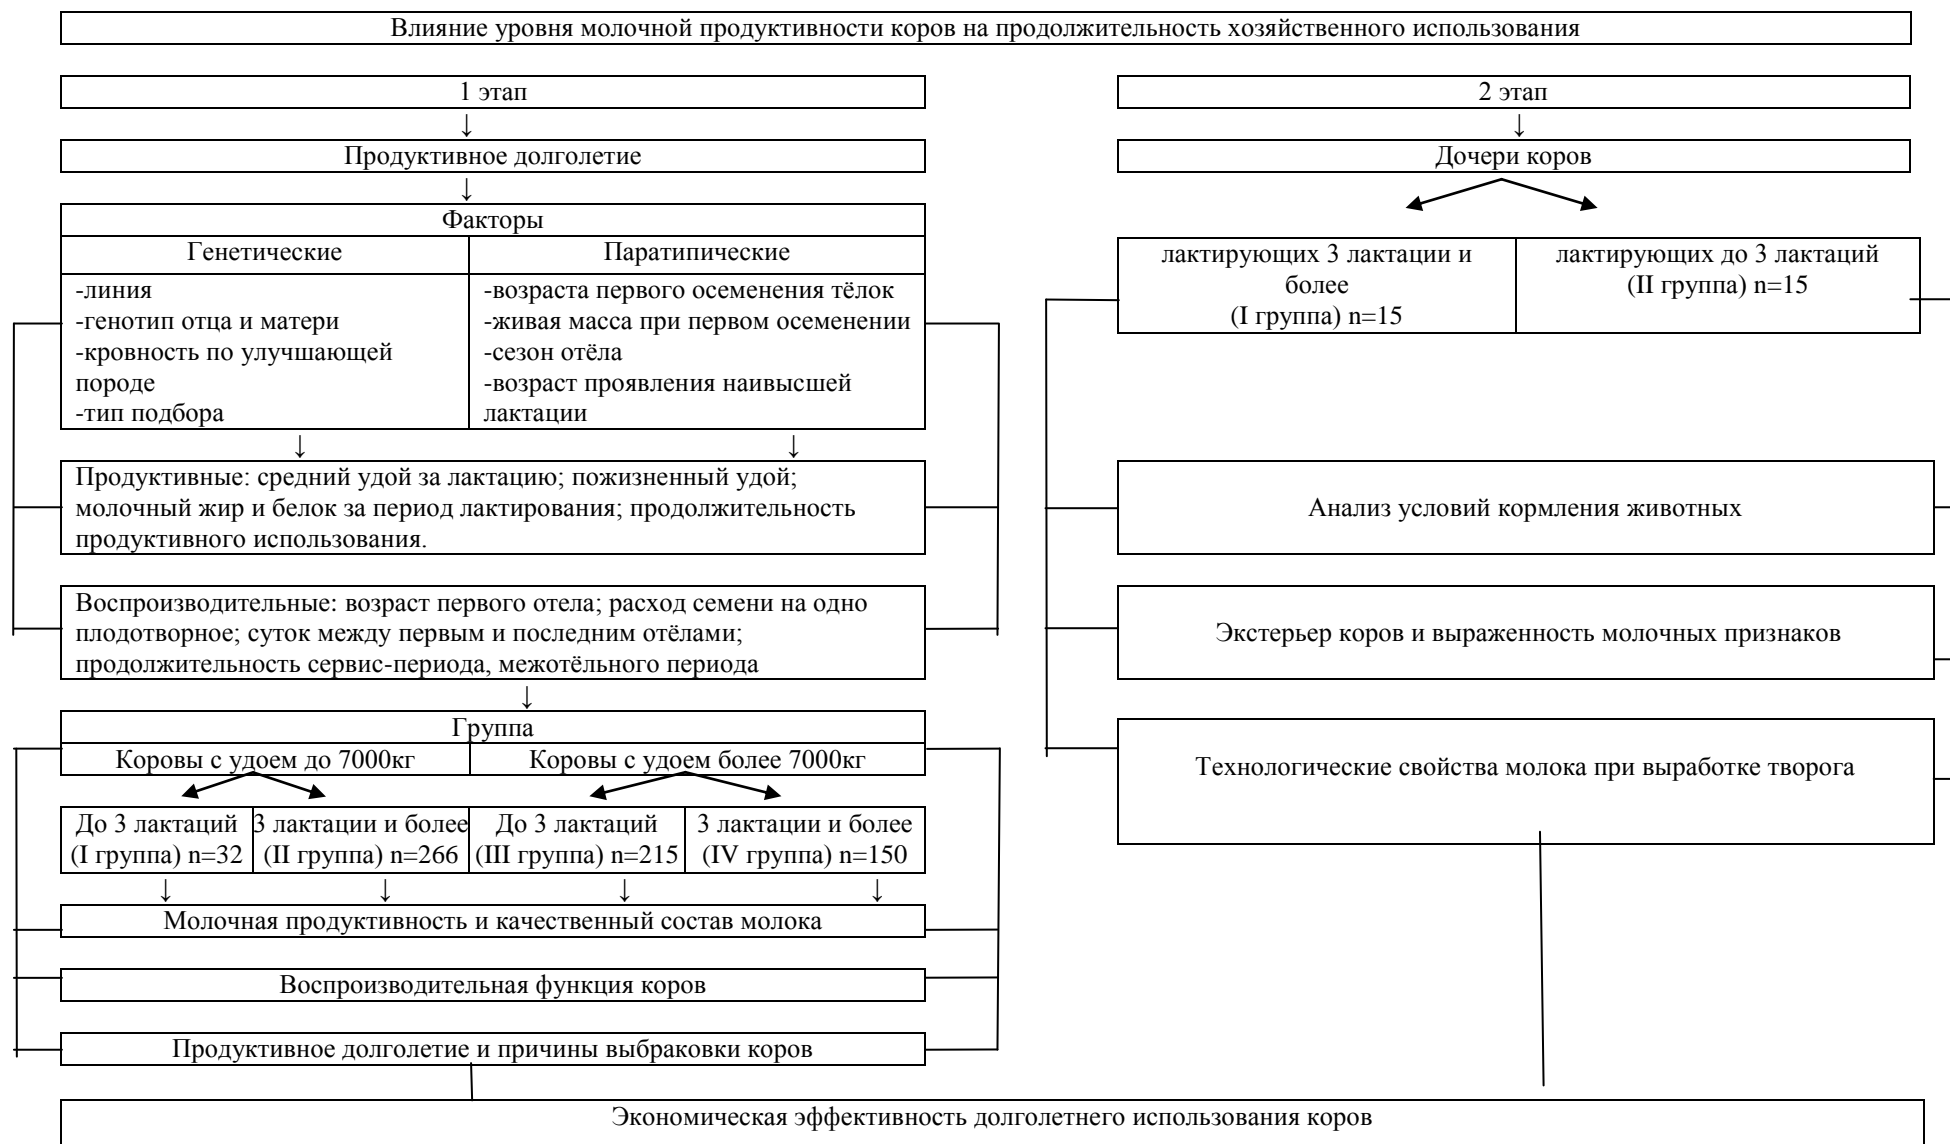 Влияние уровня молочной продуктивности коров на продолжительность хозяйственного использования
1 этап
↓
Продуктивное долголетие
↓
Факторы
Генетические
-линия
-генотип отца и матери
-кровность по улучшающей
породе
-тип подбора
Паратипические
-возраста первого осеменения тёлок
-живая масса при первом осеменении
-сезон отёла
-возраст проявления наивысшей
лактации
↓ ↓
Продуктивные: средний удой за лактацию; пожизненный удой;
молочный жир и белок за период лактирования; продолжительность
продуктивного использования.
Воспроизводительные: возраст первого отела; расход семени на одно
плодотворное; суток между первым и последним отёлами;
продолжительность сервис-периода, межотёльного периода
↓
Группа
Коровы с удоем до 7000кг
Коровы с удоем более 7000кг
До 3 лактаций
(I группа) n=32
3 лактации и более
(II группа) n=266
До 3 лактаций
(III группа) n=215
3 лактации и более
(IV группа) n=150
↓ ↓ ↓ ↓
Молочная продуктивность и качественный состав молока
Воспроизводительная функция коров
Продуктивное долголетие и причины выбраковки коров
2 этап
↓
Дочери коров
лактирующих 3 лактации и
более
(I группа) n=15
лактирующих до 3 лактаций
(II группа) n=15
Анализ условий кормления животных
Экстерьер коров и выраженность молочных признаков
Технологические свойства молока при выработке творога
Экономическая эффективность долголетнего использования коров